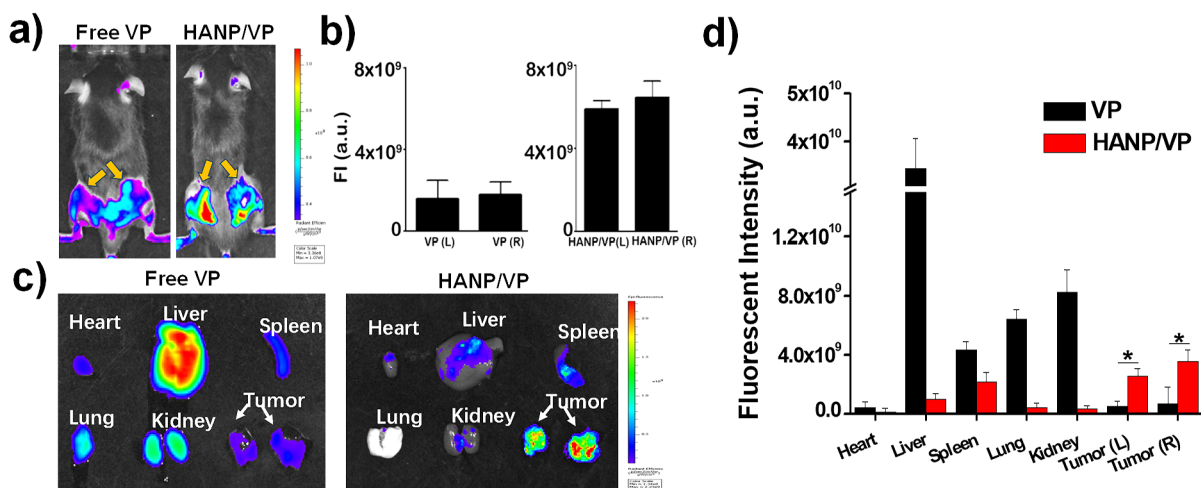 a)
Free VP
HANP/VP
b)
FI (a.u.)
8x10⁹
4x10⁹
0
VP (L)
VP (R)
8x10⁹
4X10⁹
0
HANP/VP(L)
HANP/VP (R)
c)
Free VP
HANP/VP
Heart
Liver
Spleen
Lung
Kidney
Tumor
Heart
Liver
Spleen
Lung
Kidney
Tumor
Color Scale
d)
Fluorescent Intensity (a.u.)
5x10¹⁰
4x10¹⁰
1.2x10¹⁰
8.0x10⁹
4.0x10⁹
0.0
VP
HANP/VP
*
*
Heart
Liver
Spleen
Lung
Kidney
Tumor (L)
Tumor (R)